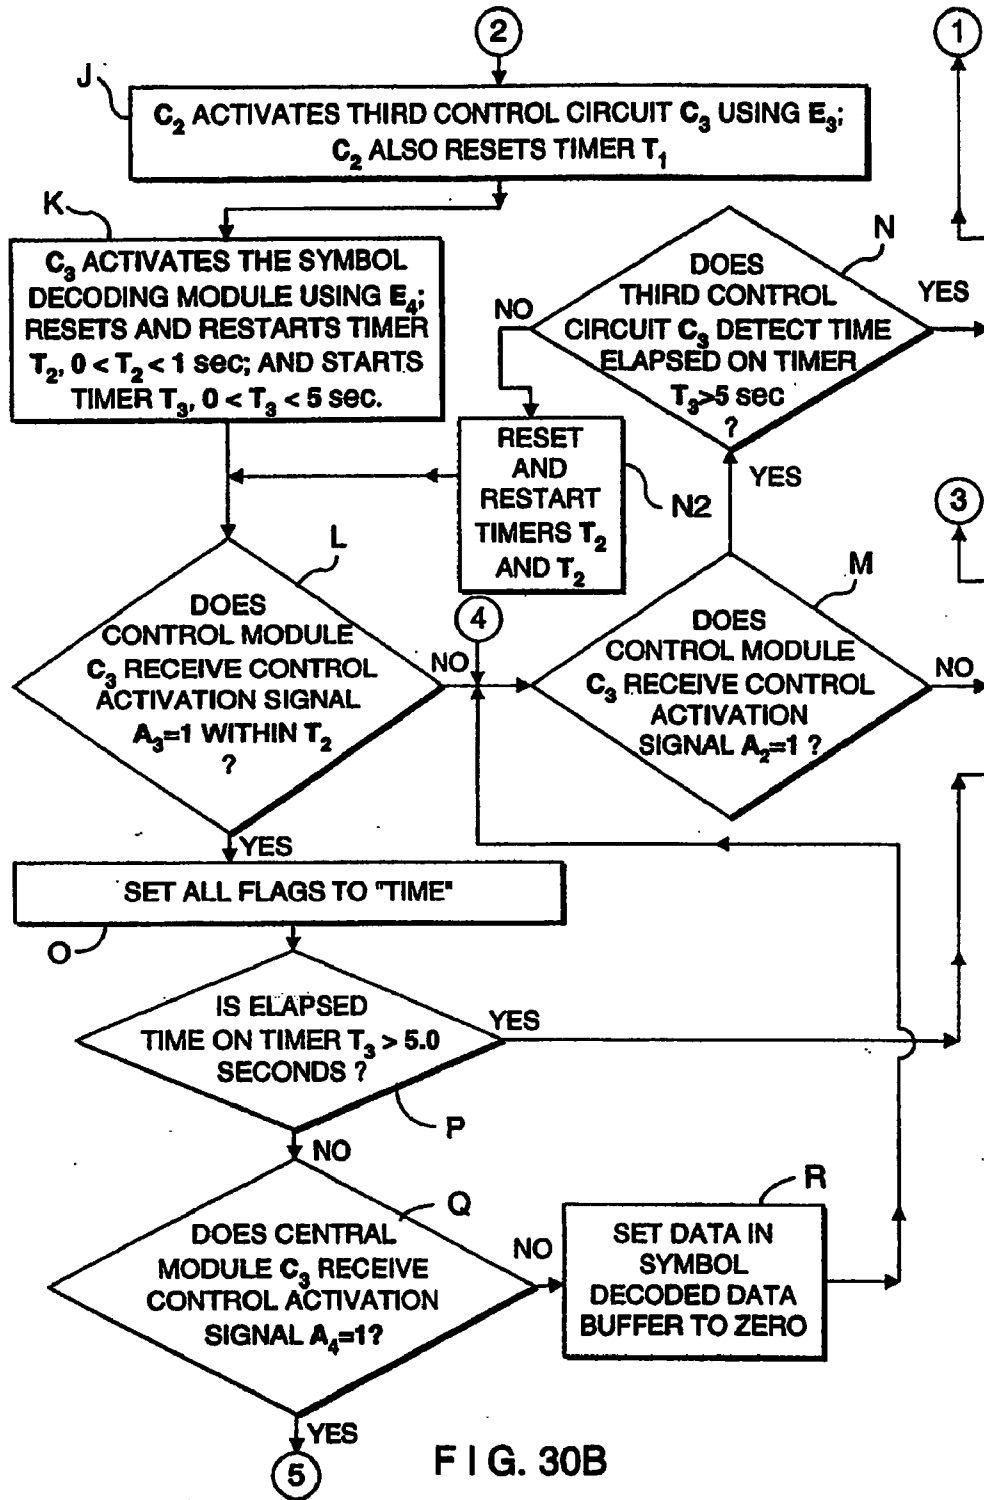 2
1
J
C₂ ACTIVATES THIRD CONTROL CIRCUIT C₃ USING E₃;
C₂ ALSO RESETS TIMER T₁
K
C₃ ACTIVATES THE SYMBOL
DECODING MODULE USING E₄;
RESETS AND RESTARTS TIMER
T₂, 0 < T₂ < 1 sec; AND STARTS
TIMER T₃, 0 < T₃ < 5 sec.
N
DOES
THIRD CONTROL
CIRCUIT C₃ DETECT TIME
ELAPSED ON TIMER
T₃>5 sec
?
NO
YES
RESET
AND
RESTART
TIMERS T₂
AND T₂
N2
YES
3
L
DOES
CONTROL MODULE
C₃ RECEIVE CONTROL
ACTIVATION SIGNAL
A₃=1 WITHIN T₂
?
NO
4
M
DOES
CONTROL MODULE
C₃ RECEIVE CONTROL
ACTIVATION
SIGNAL A₂=1 ?
NO
YES
SET ALL FLAGS TO "TIME"
O
IS ELAPSED
TIME ON TIMER T₃ > 5.0
SECONDS ?
YES
P
NO
Q
DOES CENTRAL
MODULE C₃ RECEIVE
CONTROL ACTIVATION
SIGNAL A₄=1?
NO
R
SET DATA IN
SYMBOL
DECODED DATA
BUFFER TO ZERO
YES
5
FIG. 30B